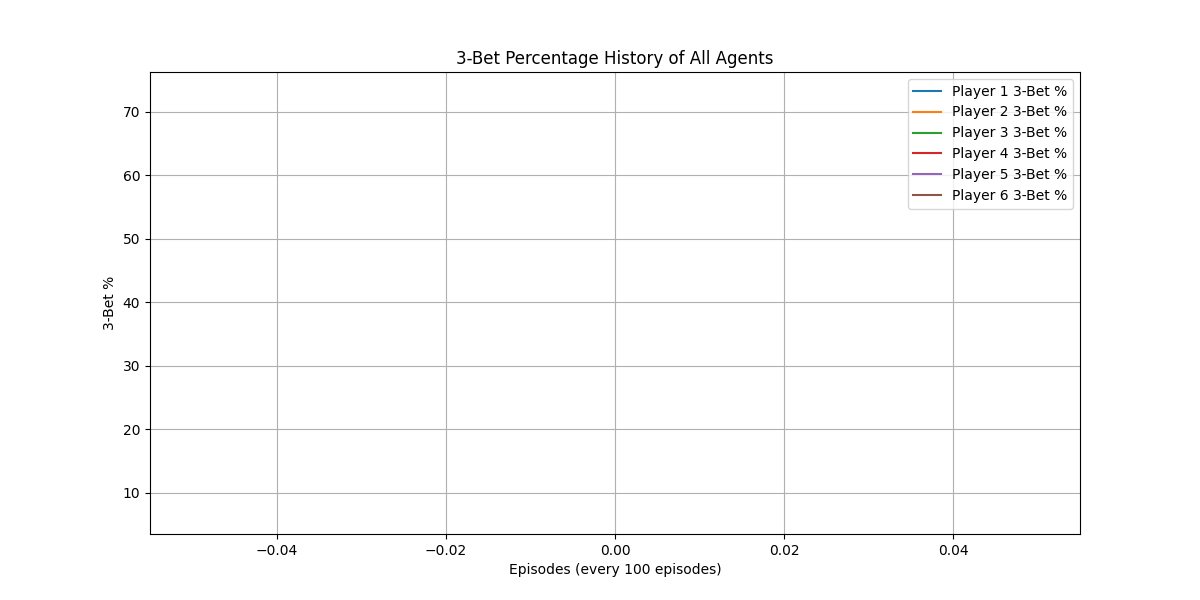 3-Bet Percentage History of All Agents
Player 1 3-Bet %
Player 2 3-Bet %
Player 3 3-Bet %
Player 4 3-Bet %
Player 5 3-Bet %
Player 6 3-Bet %
3-Bet %
70
60
50
40
30
20
10
−0.04 −0.02 0.00 0.02 0.04
Episodes (every 100 episodes)